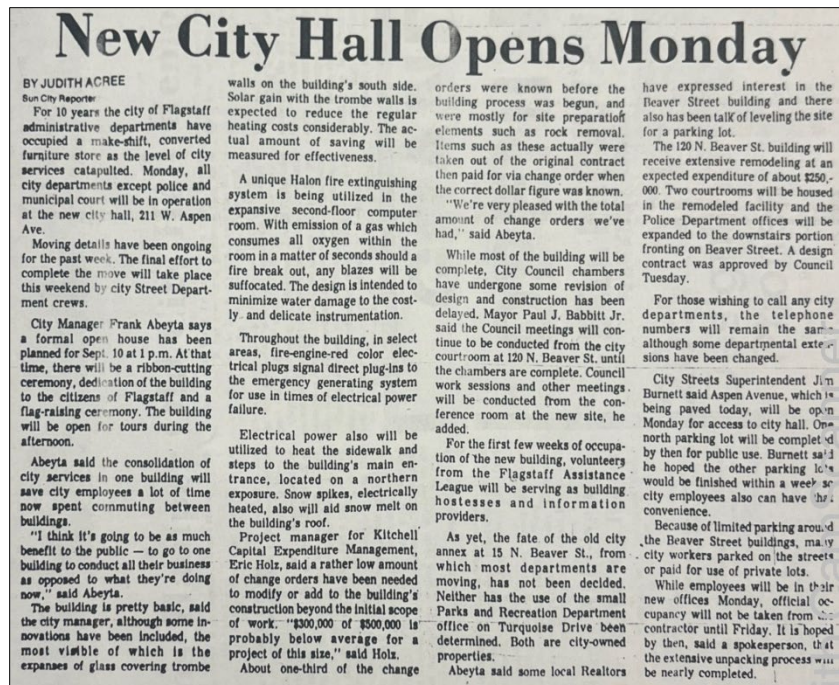 New City Hall Opens Monday
BY JUDITH ACREE
Sun City Reporter
For 10 years the city of Flagstaff
administrative departments have
occupied a make-shift, converted
furniture store as the level of city
services catapulted. Monday, all
city departments except police and
municipal court will be in operation
at the new city hall, 211 W. Aspen
Ave.
Moving details have been ongoing
for the past week. The final effort to
complete the move will take place
this weekend by city Street Depart-
ment crews.
City Manager Frank Abeyta says
a formal open house has been
planned for Sept. 10 at 1 p.m. At that
time, there will be a ribbon-cutting
ceremony, dedication of the building
to the citizens of Flagstaff and a
flag-raising ceremony. The building
will be open for tours during the
afternoon.
Abeyta said the consolidation of
city services in one building will
save city employees a lot of time
now spent commuting between
buildings.
"I think it's going to be as much
benefit to the public — to go to one
building to conduct all their business
as opposed to what they're doing
now," said Abeyta.
The building is pretty basic, said
the city manager, although some in-
novations have been included, the
most visible of which is the
expanses of glass covering trombe
walls on the building's south side.
Solar gain with the trombe walls is
expected to reduce the regular
heating costs considerably. The ac-
tual amount of saving will be
measured for effectiveness.
A unique Halon fire extinguishing
system is being utilized in the
expansive second-floor computer
room. With emission of a gas which
consumes all oxygen within the
room in a matter of seconds should a
fire break out, any blazes will be
suffocated. The design is intended to
minimize water damage to the cost-
ly and delicate instrumentation.
Throughout the building, in select
areas, fire-engine-red color elec-
trical plugs signal direct plug-ins to
the emergency generating system
for use in times of electrical power
failure.
Electrical power also will be
utilized to heat the sidewalk and
steps to the building's main en-
trance, located on a northern
exposure. Snow spikes, electrically
heated, also will aid snow melt on
the building's roof.
Project manager for Kitchell
Capital Expenditure Management,
Eric Holz, said a rather low amount
of change orders have been needed
to modify or add to the building's
construction beyond the initial scope
of work. "$300,000 of $500,000 is
probably below average for a
project of this size," said Holz.
About one-third of the change
orders were known before the
building process was begun, and
were mostly for site preparation
elements such as rock removal.
Items such as these actually were
taken out of the original contract
then paid for via change order when
the correct dollar figure was known.
"We're very pleased with the total
amount of change orders we've
had," said Abeyta.
While most of the building will be
complete, City Council chambers
have undergone some revision of
design and construction has been
delayed. Mayor Paul J. Babbitt Jr.
said the Council meetings will con-
tinue to be conducted from the city
courtroom at 120 N. Beaver St. until
the chambers are complete. Council
work sessions and other meetings
will be conducted from the con-
ference room at the new site, he
added.
For the first few weeks of occupa-
tion of the new building, volunteers
from the Flagstaff Assistance
League will be serving as building
hostesses and information
providers.
As yet, the fate of the old city
annex at 15 N. Beaver St., from
which most departments are
moving, has not been decided.
Neither has the use of the small
Parks and Recreation Department
office on Turquoise Drive been
determined. Both are city-owned
properties.
Abeyta said some local Realtors
have expressed interest in the
Beaver Street building and there
also has been talk of leveling the site
for a parking lot.
The 120 N. Beaver St. building will
receive extensive remodeling at an
expected expenditure of about $250,-
000. Two courtrooms will be housed
in the remodeled facility and the
Police Department offices will be
expanded to the downstairs portion
fronting on Beaver Street. A design
contract was approved by Council
Tuesday.
For those wishing to call any city
departments, the telephone
numbers will remain the same
although some departmental exten-
sions have been changed.
City Streets Superintendent Jim
Burnett said Aspen Avenue, which is
being paved today, will be open
Monday for access to city hall. One
north parking lot will be completed
by then for public use. Burnett said
he hoped the other parking lots
would be finished within a week so
city employees also can have the
convenience.
Because of limited parking around
the Beaver Street buildings, many
city workers parked on the streets
or paid for use of private lots.
While employees will be in their
new offices Monday, official oc-
cupancy will not be taken from the
contractor until Friday. It is hoped
by then, said a spokesperson, that
the extensive unpacking process will
be nearly completed.